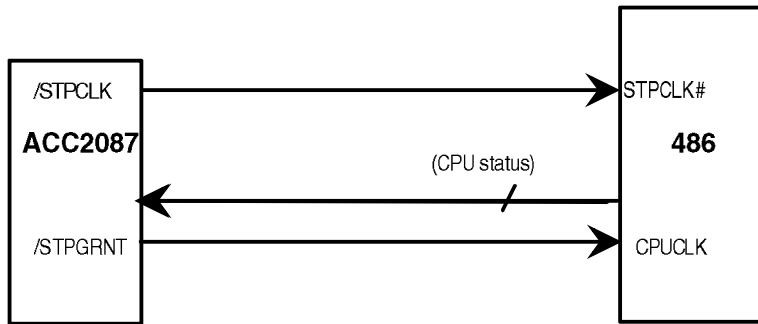 /STPCLK
STPCLK#
ACC2087
486
(CPU status)
/STPGRNT
CPUCLK